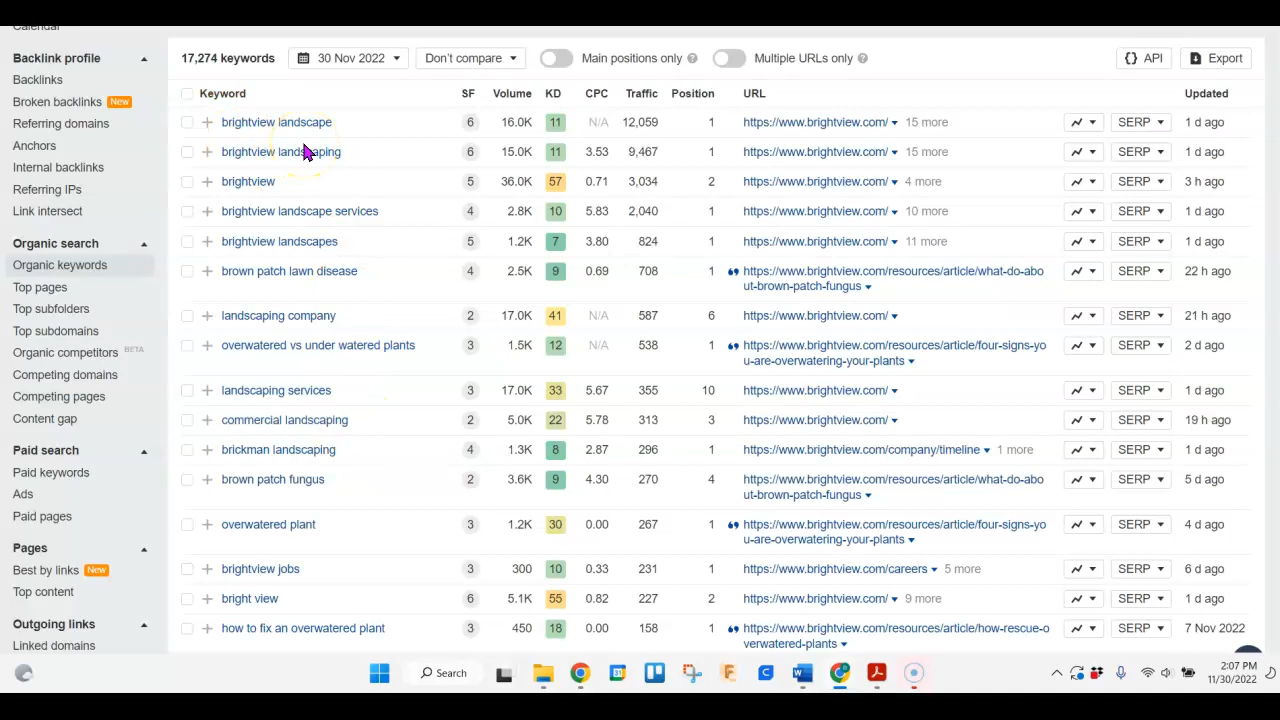 Calendar
Backlink profile
Backlinks
Broken backlinks New
Referring domains
Anchors
Internal backlinks
Referring IPs
Link intersect
Organic search
Organic keywords
Top pages
Top subfolders
Top subdomains
Organic competitors BETA
Competing domains
Competing pages
Content gap
Paid search
Paid keywords
Ads
Paid pages
Pages
Best by links New
Top content
Outgoing links
Linked domains
17,274 keywords 30 Nov 2022 Don't compare Main positions only ? Multiple URLs only ? {} API Export
Keyword SF Volume KD CPC Traffic Position URL Updated
brightview landscape 6 16.0K 11 N/A 12,059 1 https://www.brightview.com/ 15 more SERP 1 d ago
brightview landscaping 6 15.0K 11 3.53 9,467 1 https://www.brightview.com/ 15 more SERP 1 d ago
brightview 5 36.0K 57 0.71 3,034 2 https://www.brightview.com/ 4 more SERP 3 h ago
brightview landscape services 4 2.8K 10 5.83 2,040 1 https://www.brightview.com/ 10 more SERP 1 d ago
brightview landscapes 5 1.2K 7 3.80 824 1 https://www.brightview.com/ 11 more SERP 1 d ago
brown patch lawn disease 4 2.5K 9 0.69 708 1 https://www.brightview.com/resources/article/what-do-abo SERP 22 h ago
ut-brown-patch-fungus
landscaping company 2 17.0K 41 N/A 587 6 https://www.brightview.com/ SERP 21 h ago
overwatered vs under watered plants 3 1.5K 12 N/A 538 1 https://www.brightview.com/resources/article/four-signs-yo SERP 2 d ago
u-are-overwatering-your-plants
landscaping services 3 17.0K 33 5.67 355 10 https://www.brightview.com/ SERP 1 d ago
commercial landscaping 2 5.0K 22 5.78 313 3 https://www.brightview.com/ SERP 19 h ago
brickman landscaping 4 1.3K 8 2.87 296 1 https://www.brightview.com/company/timeline 1 more SERP 1 d ago
brown patch fungus 2 3.6K 9 4.30 270 4 https://www.brightview.com/resources/article/what-do-abo SERP 5 d ago
ut-brown-patch-fungus
overwatered plant 3 1.2K 30 0.00 267 1 https://www.brightview.com/resources/article/four-signs-yo SERP 4 d ago
u-are-overwatering-your-plants
brightview jobs 3 300 10 0.33 231 1 https://www.brightview.com/careers 5 more SERP 6 d ago
bright view 6 5.1K 55 0.82 227 2 https://www.brightview.com/ 9 more SERP 1 d ago
how to fix an overwatered plant 3 450 18 0.00 158 1 https://www.brightview.com/resources/article/how-rescue-o SERP 7 Nov 2022
verwatered-plants
Search
2:07 PM
11/30/2022